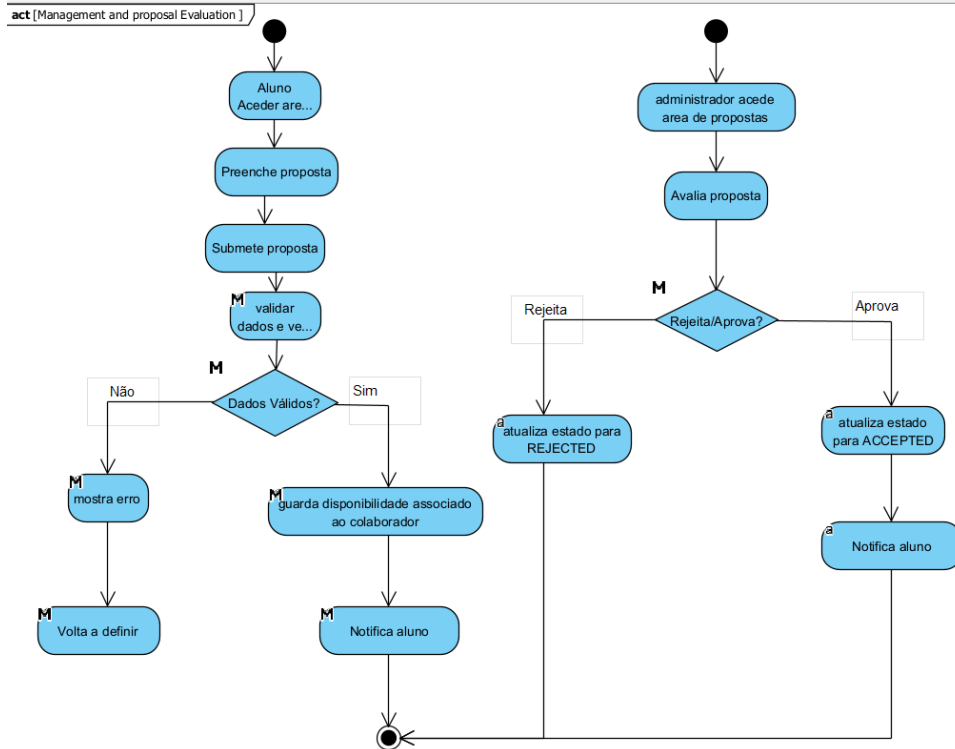 act [Management and proposal Evaluation ]
Aluno
Aceder are...
Preenche proposta
Submete proposta
M
validar
dados e ve...
M
Dados Válidos?
Não
Sim
M
mostra erro
M
guarda disponibilidade associado
ao colaborador
M
Volta a definir
M
Notifica aluno
administrador acede
area de propostas
Avalia proposta
M
Rejeita/Aprova?
Rejeita
Aprova
a
atualiza estado para
REJECTED
a
atualiza estado
para ACCEPTED
a
Notifica aluno